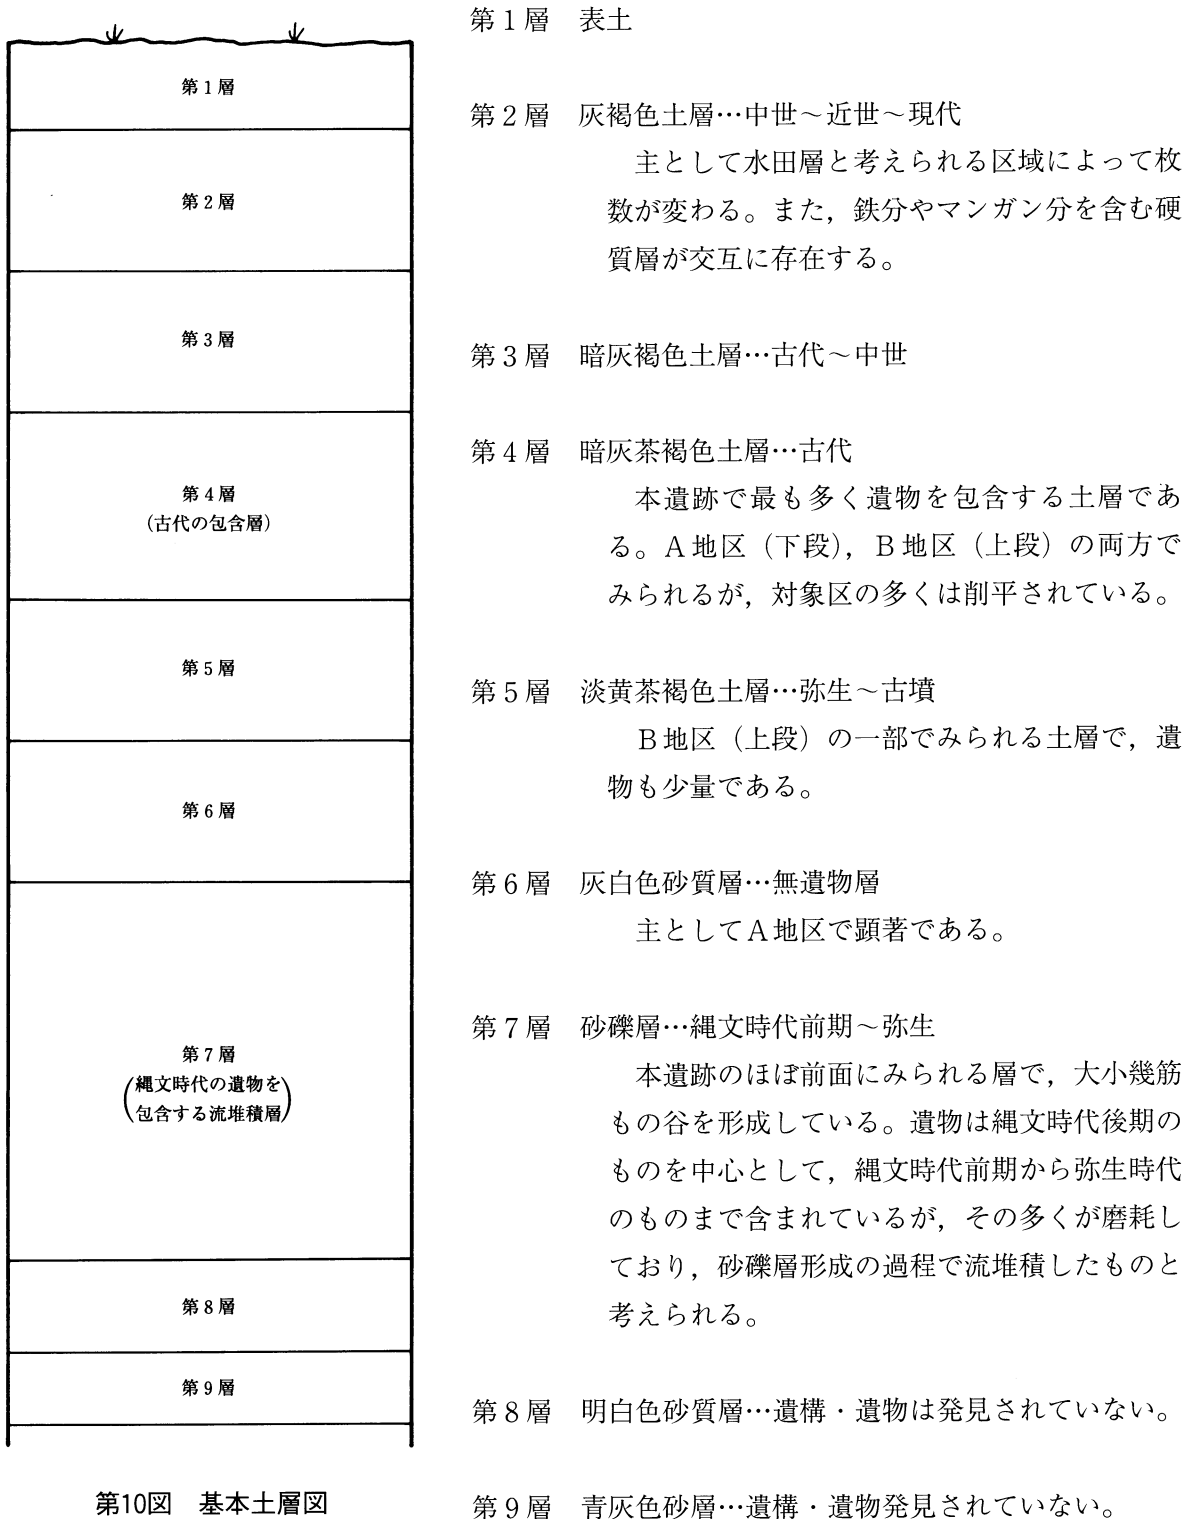 第1層
第2層
第3層
第4層
(古代の包含層)
第5層
第6層
第7層
(縄文時代の遺物を
包含する流堆積層)
第8層
第9層
第10図　基本土層図
第1層　表土
第2層　灰褐色土層…中世～近世～現代
主として水田層と考えられる区域によって枚
数が変わる。また，鉄分やマンガン分を含む硬
質層が交互に存在する。
第3層　暗灰褐色土層…古代～中世
第4層　暗灰茶褐色土層…古代
本遺跡で最も多く遺物を包含する土層であ
る。A地区（下段），B地区（上段）の両方で
みられるが，対象区の多くは削平されている。
第5層　淡黄茶褐色土層…弥生～古墳
B地区（上段）の一部でみられる土層で，遺
物も少量である。
第6層　灰白色砂質層…無遺物層
主としてA地区で顕著である。
第7層　砂礫層…縄文時代前期～弥生
本遺跡のほぼ前面にみられる層で，大小幾筋
もの谷を形成している。遺物は縄文時代後期の
ものを中心として，縄文時代前期から弥生時代
のものまで含まれているが，その多くが磨耗し
ており，砂礫層形成の過程で流堆積したものと
考えられる。
第8層　明白色砂質層…遺構・遺物は発見されていない。
第9層　青灰色砂層…遺構・遺物発見されていない。